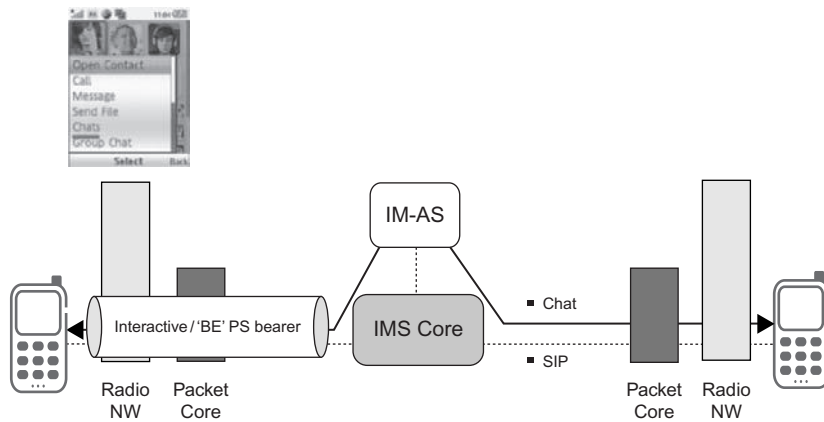 Open Contact
Call
Message
Send File
Chats
Group Chat
Select Back
IM-AS
Interactive / 'BE' PS bearer
IMS Core
▪ Chat
▪ SIP
Radio
NW
Packet
Core
Packet
Core
Radio
NW